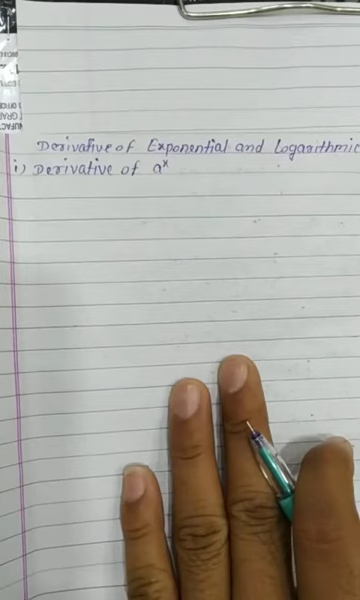 Derivative of Exponential and Logarithmic
i) Derivative of aˣ